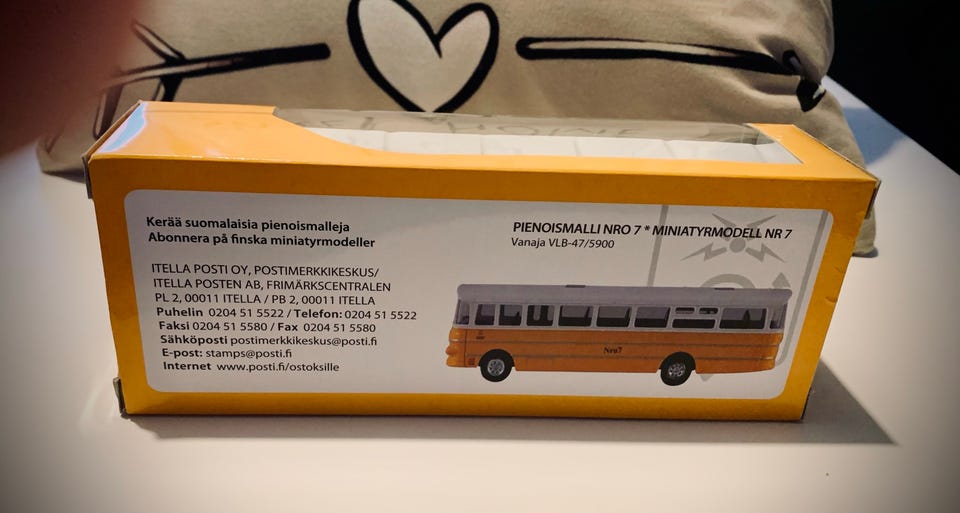 HOME
Kerää suomalaisia pienoismalleja
Abonnera på finska miniatyrmodeller
ITELLA POSTI OY, POSTIMERKKIKESKUS/
ITELLA POSTEN AB, FRIMÄRKSCENTRALEN
PL 2, 00011 ITELLA / PB 2, 00011 ITELLA
Puhelin 0204 51 5522 / Telefon: 0204 51 5522
Faksi 0204 51 5580 / Fax 0204 51 5580
Sähköposti postimerkkikeskus@posti.fi
E-post: stamps@posti.fi
Internet www.posti.fi/ostoksille
PIENOISMALLI NRO 7 * MINIATYRMODELL NR 7
Vanaja VLB-47/5900
Nro7